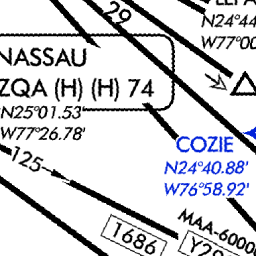 29
N24°44
W77°00
NASSAU
ZQA (H) (H) 74
N25°01.53'
W77°26.78'
COZIE
N24°40.88'
W76°58.92'
125
1686
MAA-6000